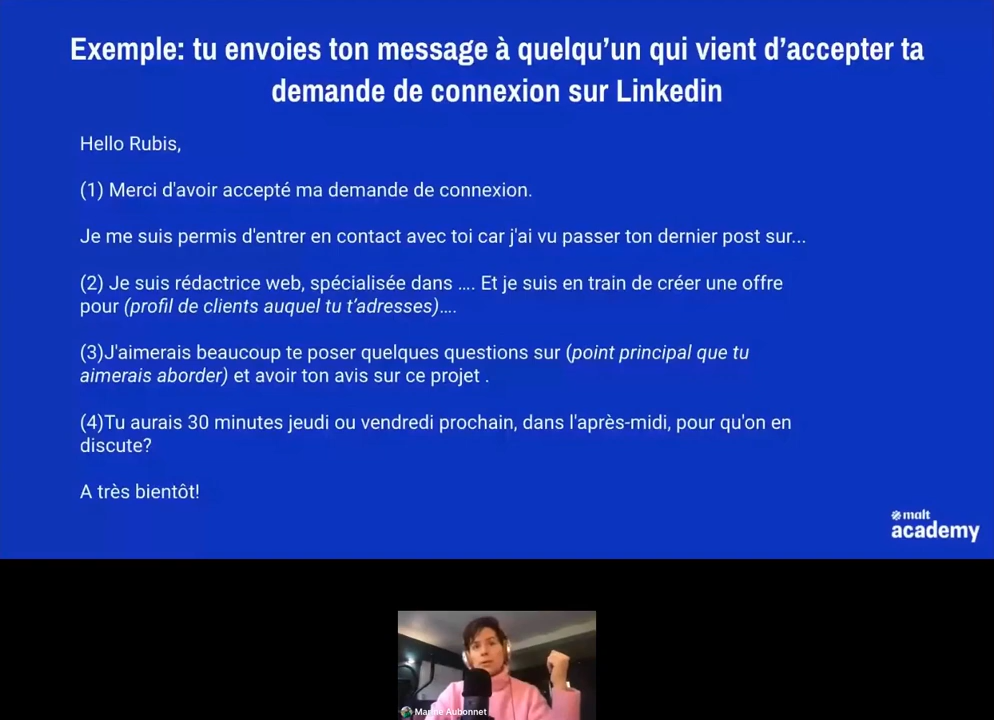 Exemple: tu envoies ton message à quelqu’un qui vient d’accepter ta
demande de connexion sur Linkedin
Hello Rubis,
(1) Merci d'avoir accepté ma demande de connexion.
Je me suis permis d'entrer en contact avec toi car j'ai vu passer ton dernier post sur...
(2) Je suis rédactrice web, spécialisée dans .... Et je suis en train de créer une offre
pour (profil de clients auquel tu t’adresses)....
(3)J'aimerais beaucoup te poser quelques questions sur (point principal que tu
aimerais aborder) et avoir ton avis sur ce projet .
(4)Tu aurais 30 minutes jeudi ou vendredi prochain, dans l'après-midi, pour qu'on en
discute?
A très bientôt!
malt
academy
Marine Aubonnet